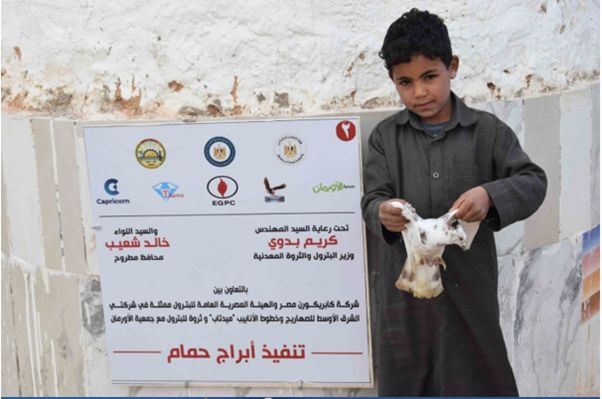 ٢
Capricorn
EGPC
الأورمان
تحت رعاية السيد المهندس
كريم بدوي
وزير البترول والثروة المعدنية
والسيد اللواء
خالد شعيب
محافظ مطروح
بالتعاون بين
شركة كابريكورن مصر والهيئة المصرية العامة للبترول ممثلة في شركتي
الشرق الأوسط للصهاريج وخطوط الأنابيب "ميدتاب" و ثروة للبترول مع جمعية الأورمان
تنفيذ أبراج حمام